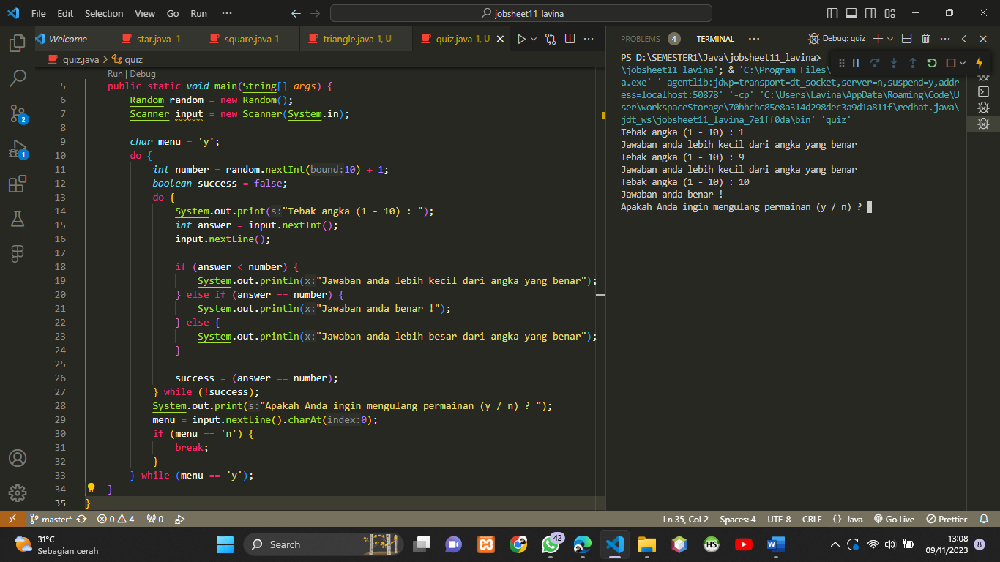 File Edit Selection View Go Run ··· jobsheet11_lavina
Welcome star.java 1 square.java 1 triangle.java 1, U quiz.java 1, U
quiz.java > quiz
Run | Debug
5 public static void main(String[] args) {
6 Random random = new Random();
7 Scanner input = new Scanner(System.in);
8
9 char menu = 'y';
10 do {
11 int number = random.nextInt(bound:10) + 1;
12 boolean success = false;
13 do {
14 System.out.print(s:"Tebak angka (1 - 10) : ");
15 int answer = input.nextInt();
16 input.nextLine();
17
18 if (answer < number) {
19 System.out.println(x:"Jawaban anda lebih kecil dari angka yang benar");
20 } else if (answer == number) {
21 System.out.println(x:"Jawaban anda benar !");
22 } else {
23 System.out.println(x:"Jawaban anda lebih besar dari angka yang benar");
24 }
25
26 success = (answer == number);
27 } while (!success);
28 System.out.print(s:"Apakah Anda ingin mengulang permainan (y / n) ? ");
29 menu = input.nextLine().charAt(index:0);
30 if (menu == 'n') {
31 break;
32 }
33 } while (menu == 'y');
34 }
35 }
PROBLEMS 4 TERMINAL ··· Debug: quiz
PS D:\SEMESTER1\Java\jobsheet11_lavina>
\jobsheet11_lavina'; & 'C:\Program Files\
a.exe' '-agentlib:jdwp=transport=dt_socket,server=n,suspend=y,add
ress=localhost:50878' '-cp' 'C:\Users\Lavina\AppData\Roaming\Code\U
ser\workspaceStorage\70bbcbc85e8a314d298dec3a9d1a811f\redhat.java\
jdt_ws\jobsheet11_lavina_7e1ff0da\bin' 'quiz'
Tebak angka (1 - 10) : 1
Jawaban anda lebih kecil dari angka yang benar
Tebak angka (1 - 10) : 9
Jawaban anda lebih kecil dari angka yang benar
Tebak angka (1 - 10) : 10
Jawaban anda benar !
Apakah Anda ingin mengulang permainan (y / n) ?
2
1
master* 0 4 0 Ln 35, Col 2 Spaces: 4 UTF-8 CRLF {} Java Go Live Prettier
31°C
Sebagian cerah
Search
42
HS
13:08
09/11/2023
8